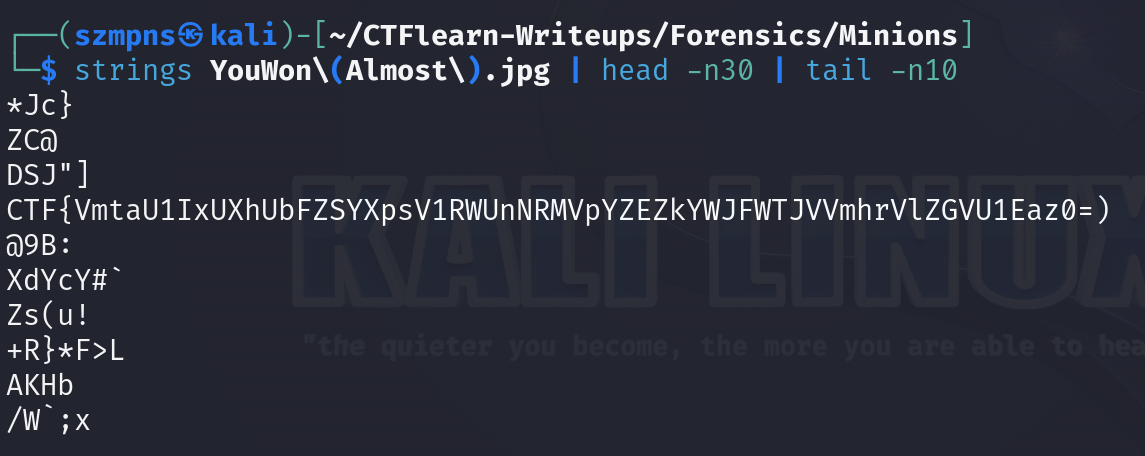 ┌──(szmpns㉿kali)-[~/CTFlearn-Writeups/Forensics/Minions]
└─$ strings YouWon\(Almost\).jpg | head -n30 | tail -n10
*Jc}
ZC@
DSJ"]
CTF{VmtaU1IxUXhUbFZSYXpsV1RWUnNRMVpYZEZkYWJFWTJVVmhrVlZGVU1Eaz0=)
@9B:
XdYcY#`
Zs(u!
+R}*F>L
AKHb
/W`;x
KALI LINUX
"the quieter you become, the more you are able to hea